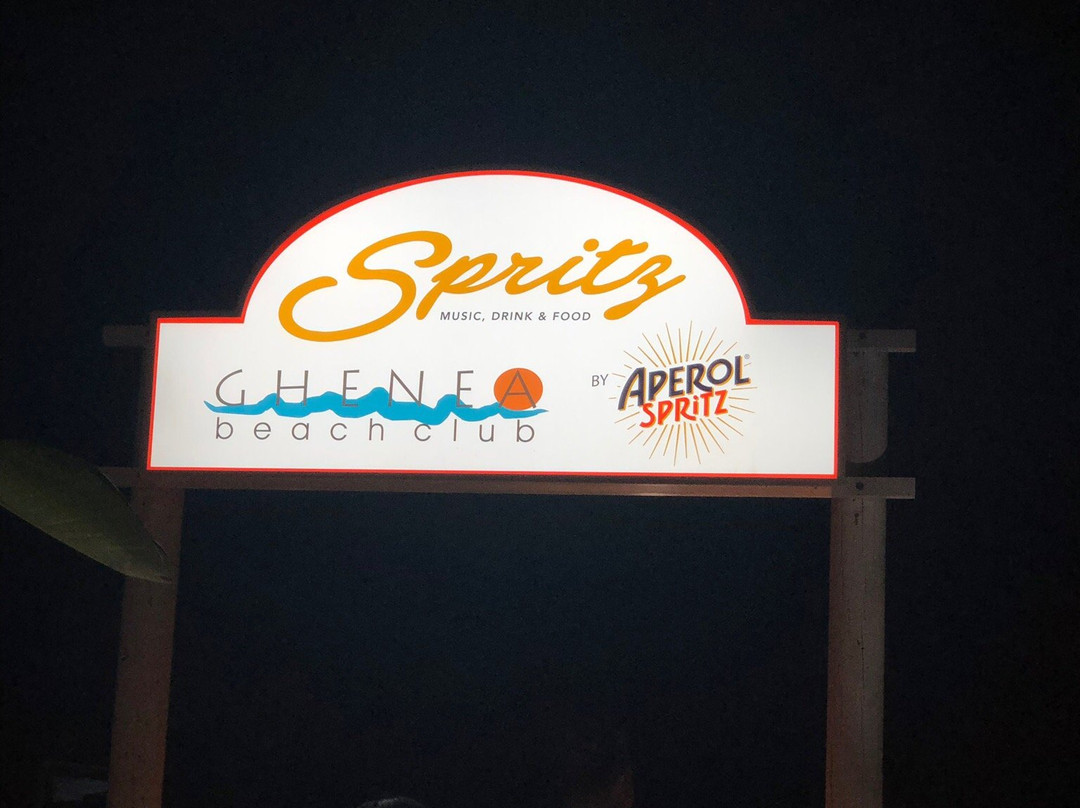 Spritz
MUSIC, DRINK & FOOD
GHENEA
beach club
BY
APEROL®
SPRiTZ